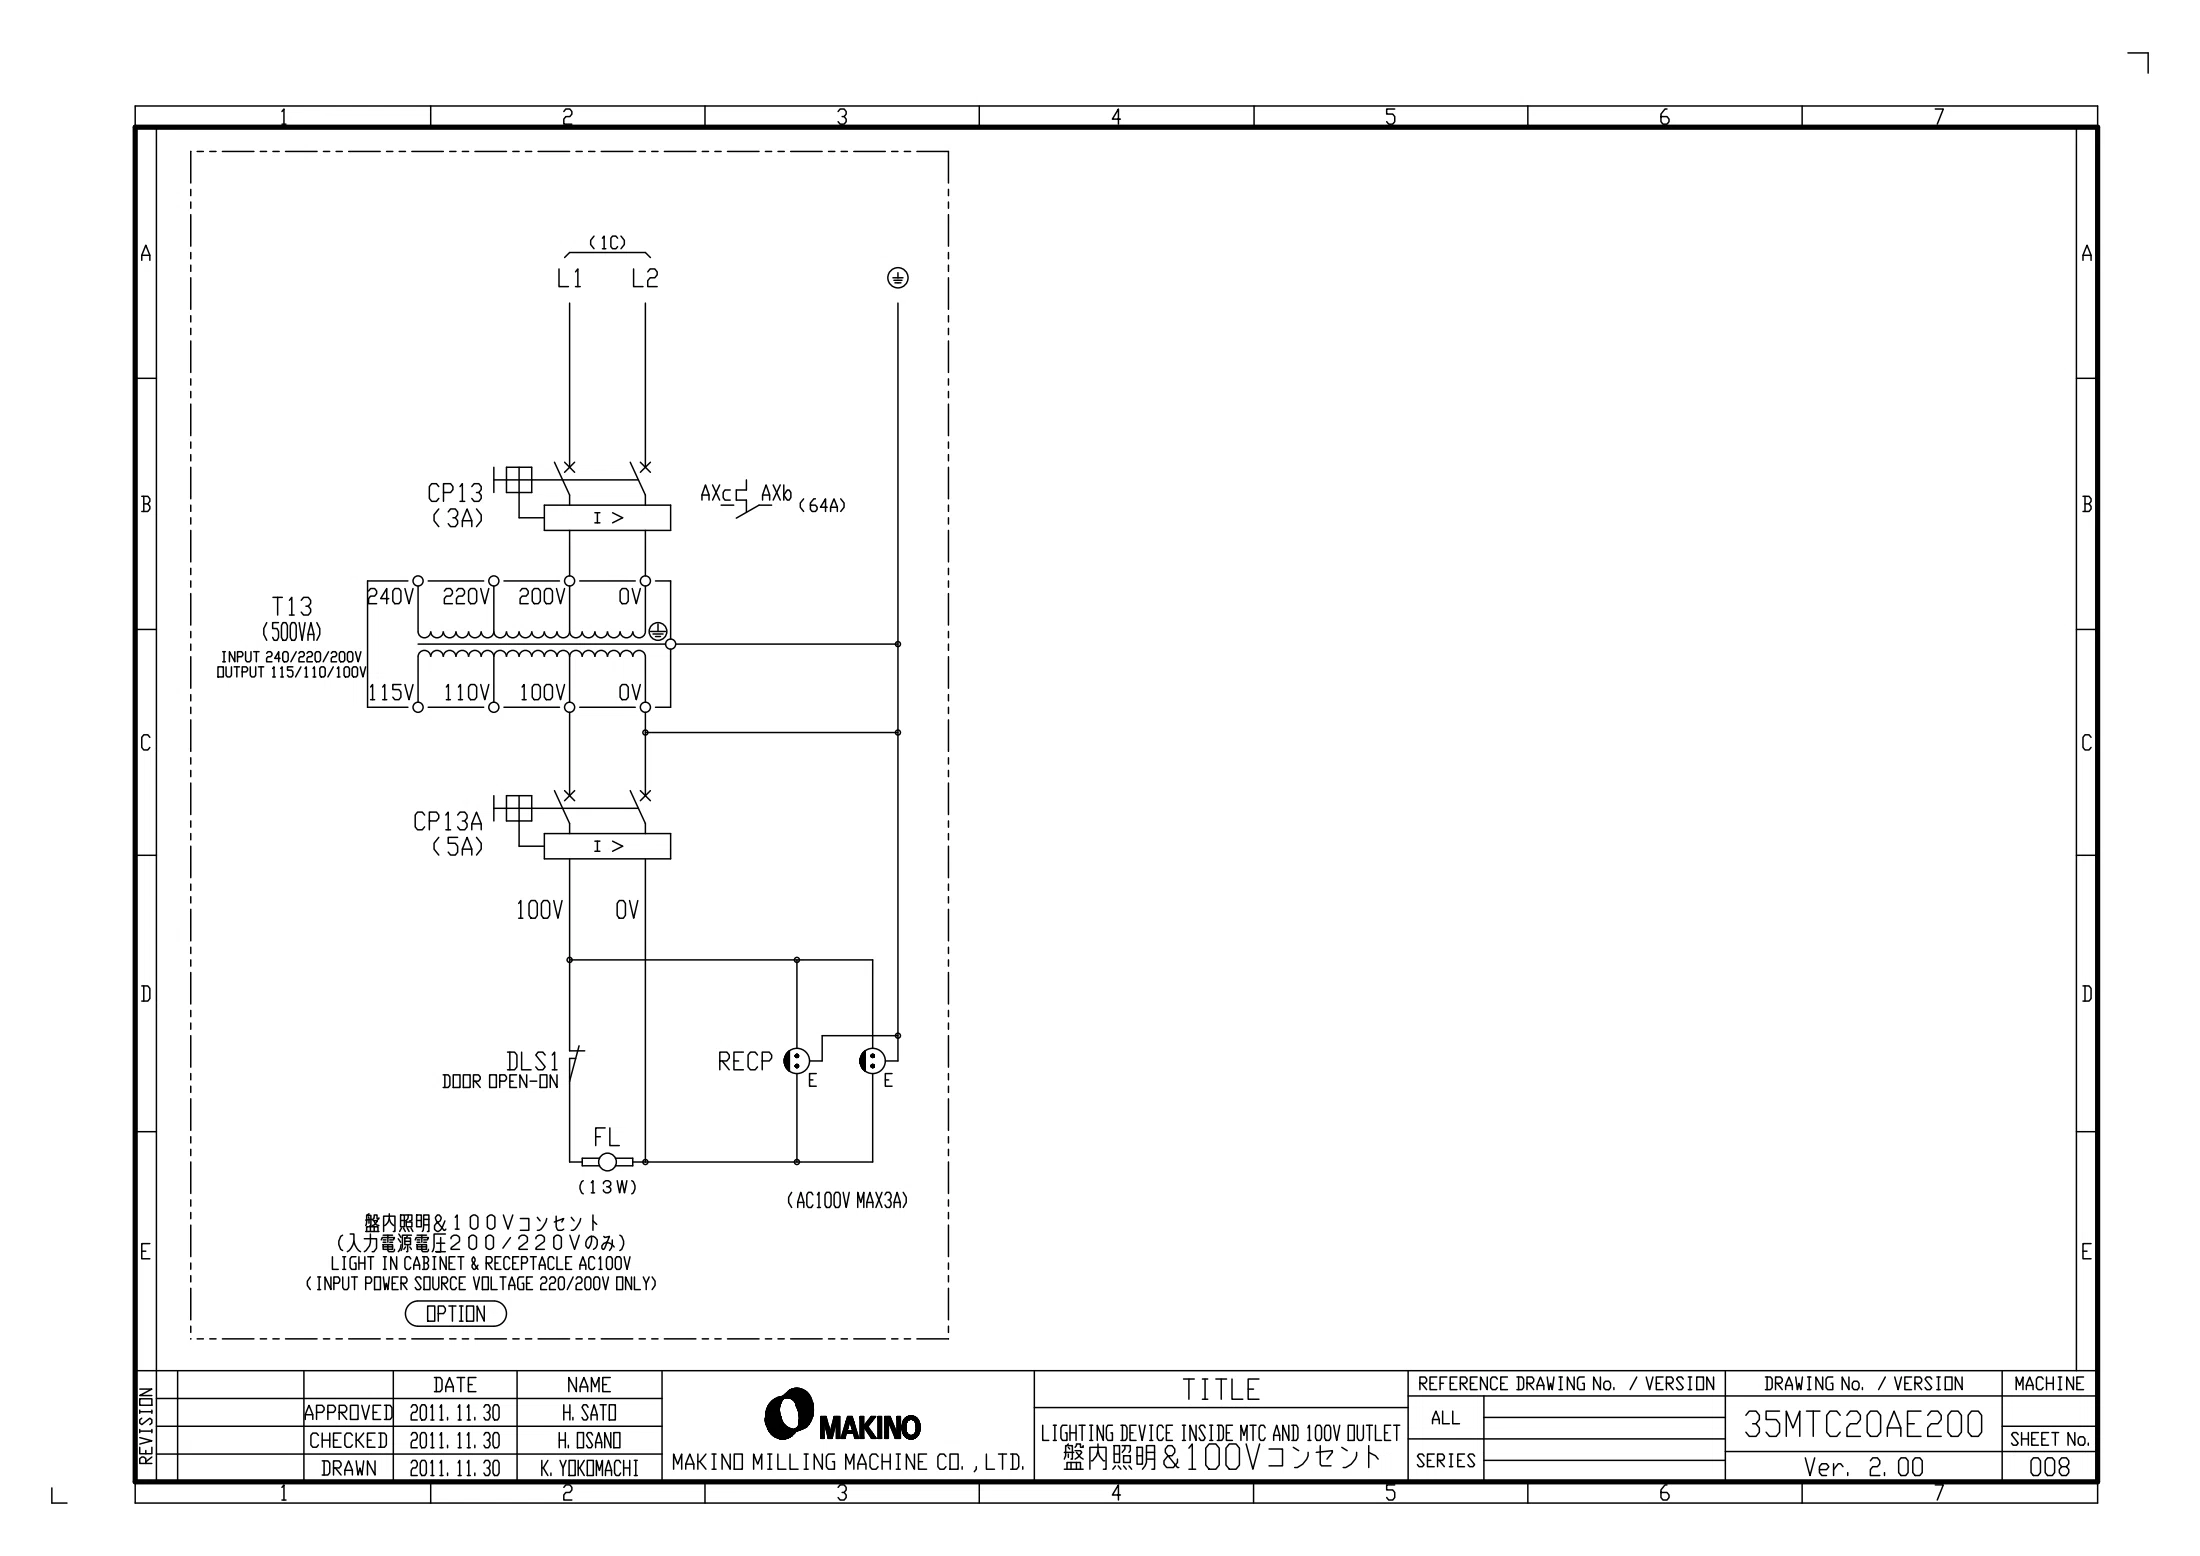 1 2 3 4 5 6 7
A A
(1C)
L1 L2
B B
CP13
(3A)
I >
AXc AXb (64A)
240V 220V 200V 0V
T13
(500VA)
INPUT 240/220/200V
OUTPUT 115/110/100V
115V 110V 100V 0V
C C
CP13A
(5A)
I >
100V 0V
D D
DLS1
DOOR OPEN-ON
RECP
E E
FL
(13W)
(AC100V MAX3A)
盤内照明&100Vコンセント
(入力電源電圧200/220Vのみ)
LIGHT IN CABINET & RECEPTACLE AC100V
(INPUT POWER SOURCE VOLTAGE 220/200V ONLY)
OPTION
E E
REVISION
DATE NAME
APPROVED 2011.11.30 H. SATO
CHECKED 2011.11.30 H. OSANO
DRAWN 2011.11.30 K. YOKOMACHI
MAKINO
MAKINO MILLING MACHINE CO., LTD.
TITLE
LIGHTING DEVICE INSIDE MTC AND 100V OUTLET
盤内照明&100Vコンセント
REFERENCE DRAWING No. / VERSION
ALL
SERIES
DRAWING No. / VERSION
35MTC20AE200
Ver. 2.00
MACHINE
SHEET No.
008
1 2 3 4 5 6 7